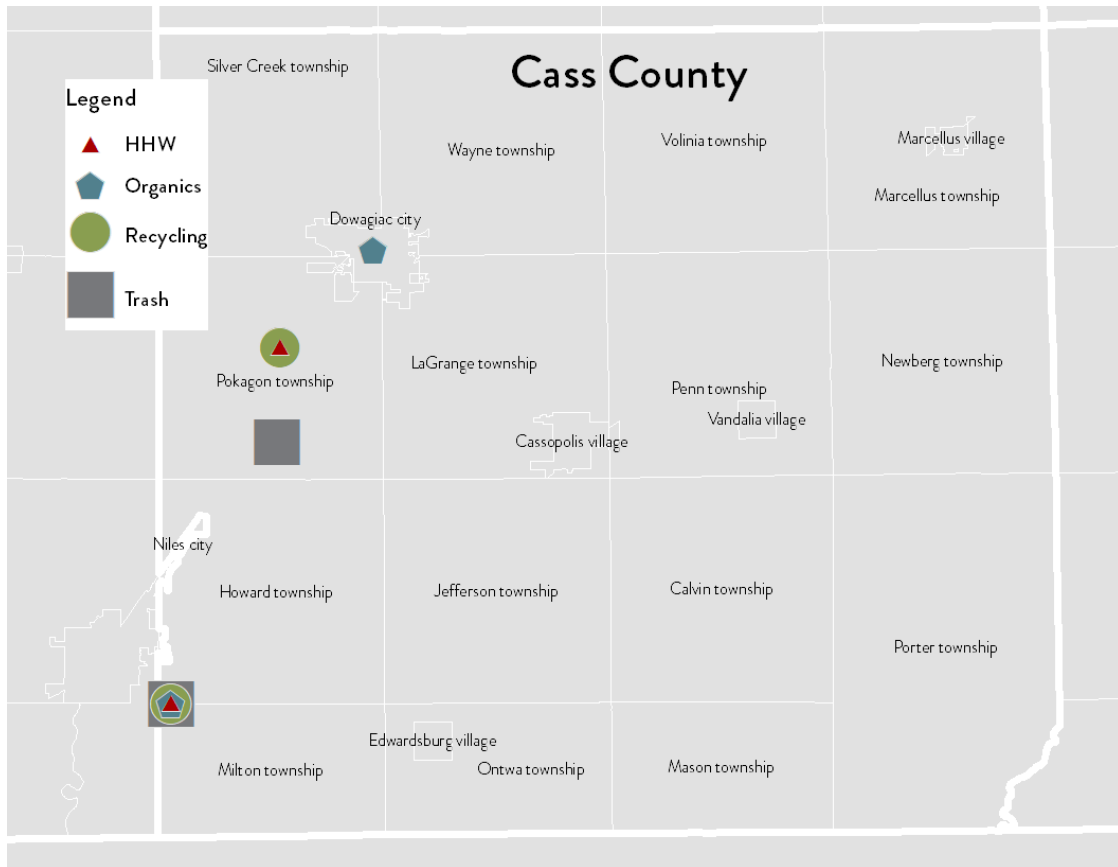 Cass County
Silver Creek township
Legend
HHW
Organics
Recycling
Trash
Wayne township
Volinia township
Marcellus village
Marcellus township
Dowagiac city
Pokagon township
LaGrange township
Penn township
Newberg township
Vandalia village
Cassopolis village
Niles city
Howard township
Jefferson township
Calvin township
Porter township
Edwardsburg village
Milton township
Ontwa township
Mason township